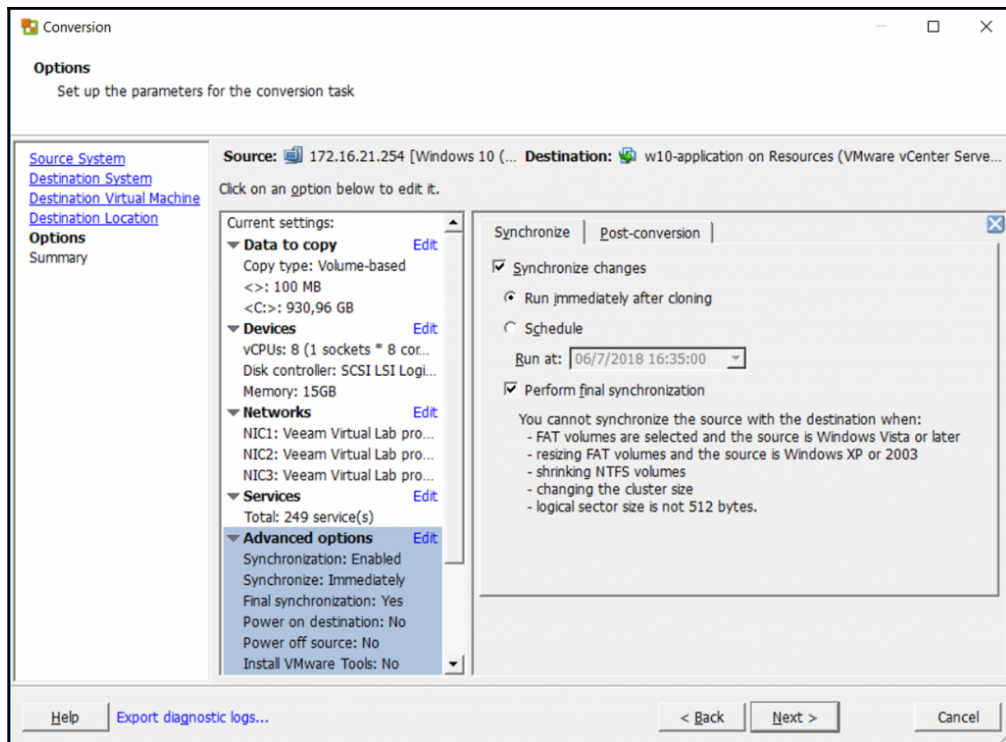 Conversion
Options
Set up the parameters for the conversion task
Source System
Destination System
Destination Virtual Machine
Destination Location
Options
Summary
Source: 172.16.21.254 [Windows 10 (... Destination: w10-application on Resources (VMware vCenter Serve...
Click on an option below to edit it.
Current settings:
Data to copy Edit
Copy type: Volume-based
<>: 100 MB
<C:>: 930,96 GB
Devices Edit
vCPUs: 8 (1 sockets * 8 cor...
Disk controller: SCSI LSI Logi...
Memory: 15GB
Networks Edit
NIC1: Veeam Virtual Lab pro...
NIC2: Veeam Virtual Lab pro...
NIC3: Veeam Virtual Lab pro...
Services Edit
Total: 249 service(s)
Advanced options Edit
Synchronization: Enabled
Synchronize: Immediately
Final synchronization: Yes
Power on destination: No
Power off source: No
Install VMware Tools: No
Synchronize Post-conversion
Synchronize changes
Run immediately after cloning
Schedule
Run at: 06/7/2018 16:35:00
Perform final synchronization
You cannot synchronize the source with the destination when:
- FAT volumes are selected and the source is Windows Vista or later
- resizing FAT volumes and the source is Windows XP or 2003
- shrinking NTFS volumes
- changing the cluster size
- logical sector size is not 512 bytes.
Help Export diagnostic logs... < Back Next > Cancel